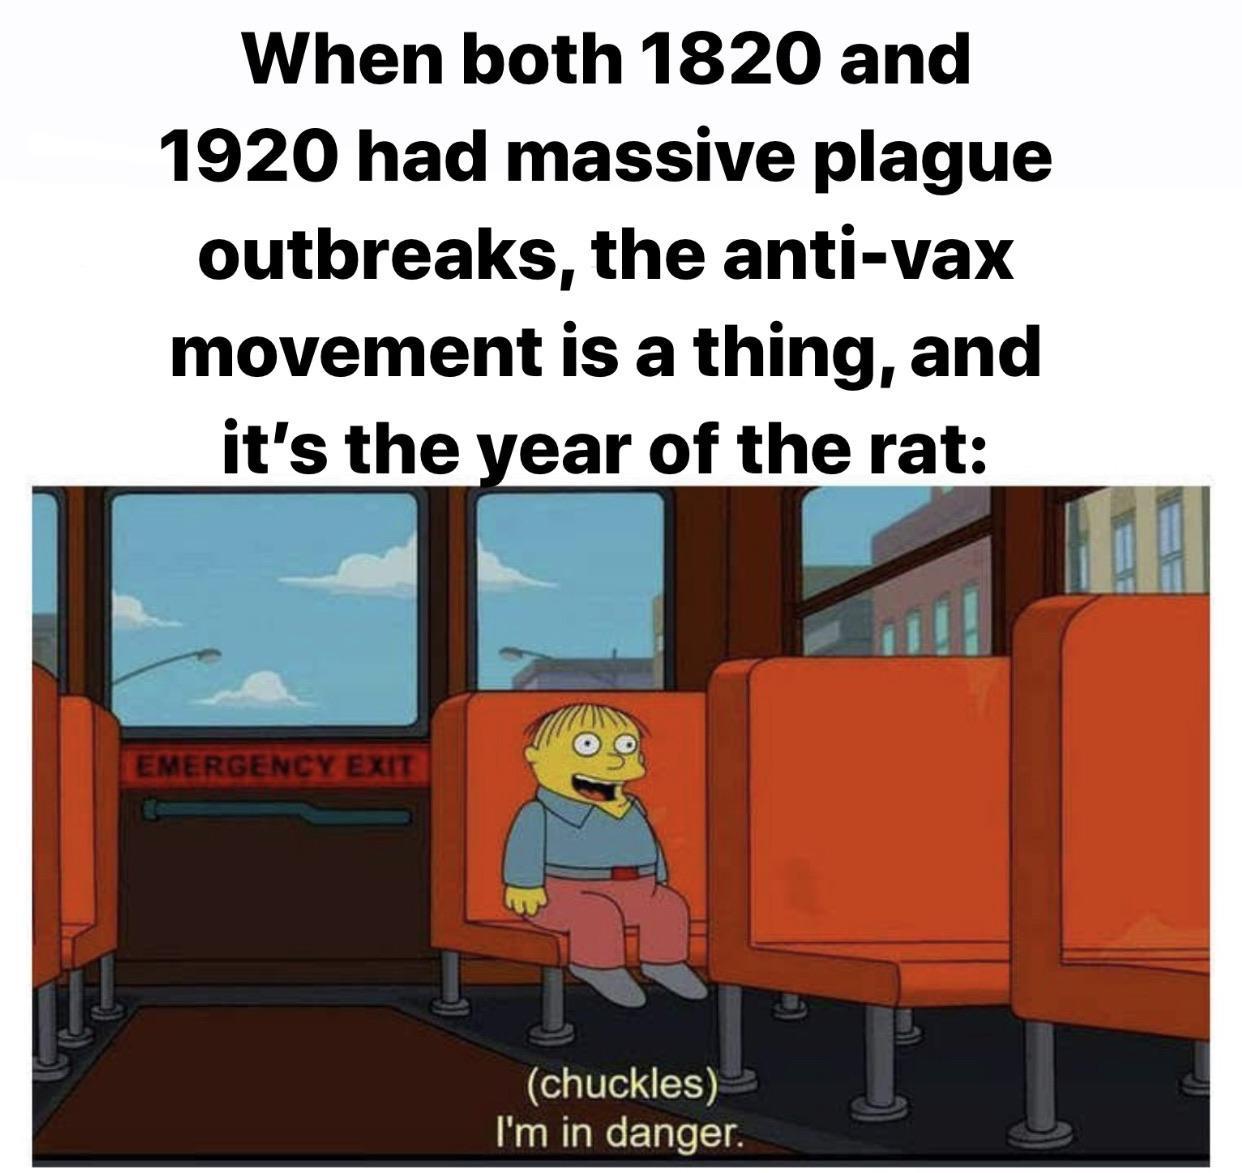 When both 1820 and
1920 had massive plague
outbreaks, the anti-vax
movement is a thing, and
it’s the year of the rat:
EMERGENCY EXIT
(chuckles)
I'm in danger.